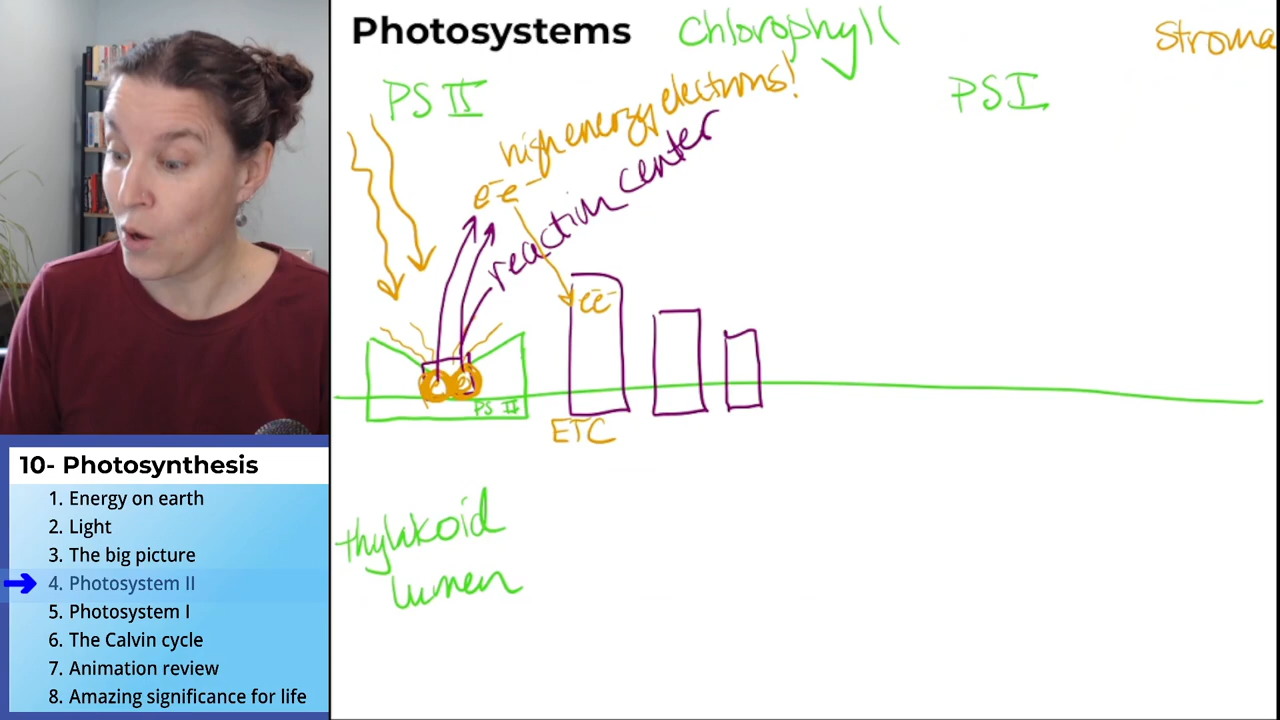 Photosystems
Chlorophyll
Stroma
PS II
high energy electrons!
PS I
reaction center
e⁻e⁻
ee⁻
PS II
ETC
thylakoid
lumen
10- Photosynthesis
1. Energy on earth
2. Light
3. The big picture
4. Photosystem II
5. Photosystem I
6. The Calvin cycle
7. Animation review
8. Amazing significance for life